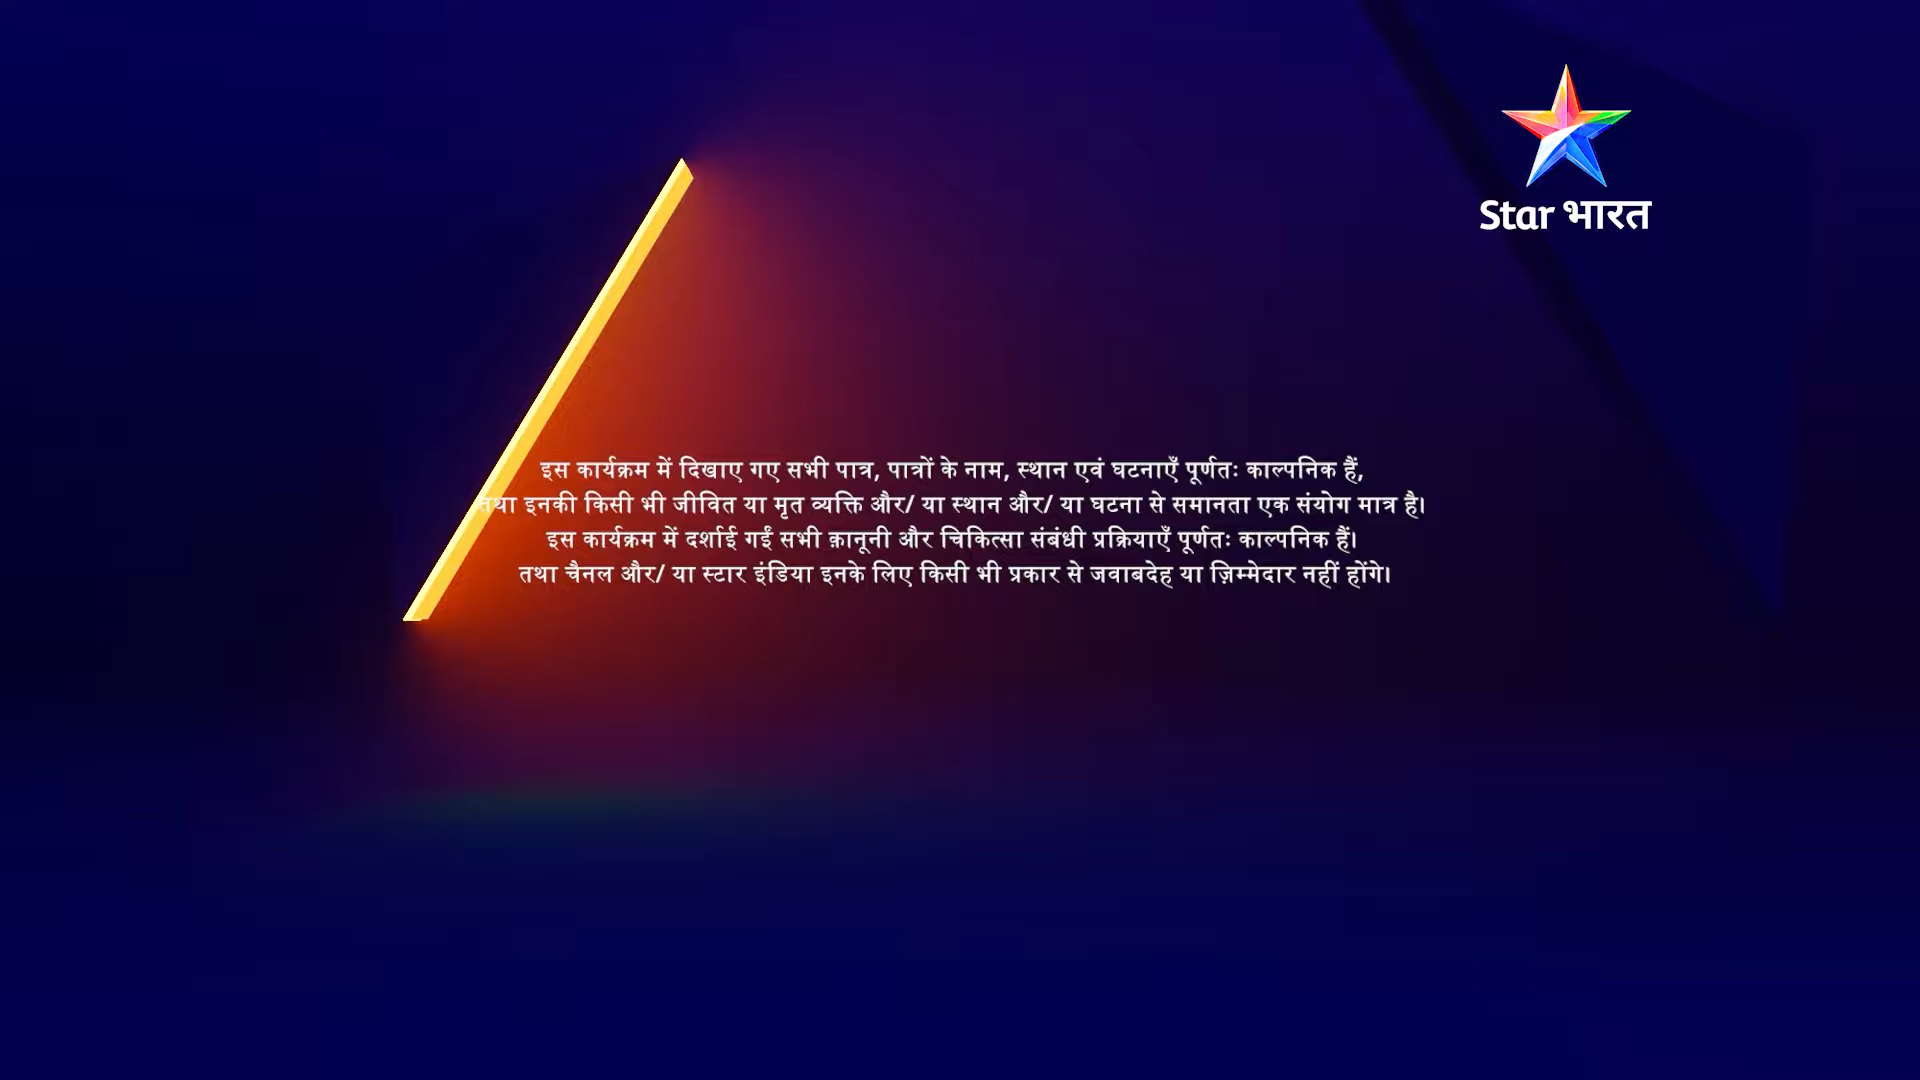 Star भारत
इस कार्यक्रम में दिखाए गए सभी पात्र, पात्रों के नाम, स्थान एवं घटनाएँ पूर्णतः काल्पनिक हैं,
तथा इनकी किसी भी जीवित या मृत व्यक्ति और/ या स्थान और/ या घटना से समानता एक संयोग मात्र है।
इस कार्यक्रम में दर्शाई गईं सभी क़ानूनी और चिकित्सा संबंधी प्रक्रियाएँ पूर्णतः काल्पनिक हैं।
तथा चैनल और/ या स्टार इंडिया इनके लिए किसी भी प्रकार से जवाबदेह या ज़िम्मेदार नहीं होंगे।